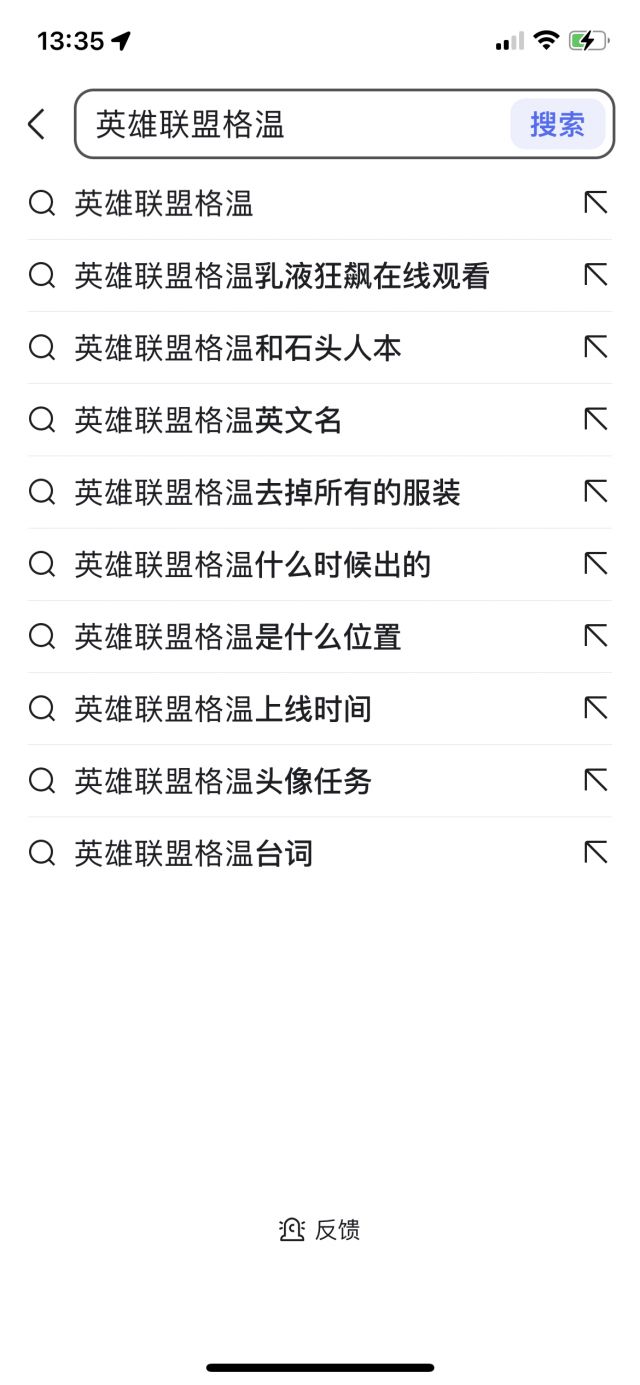 13:35
英雄联盟格温 搜索
英雄联盟格温
英雄联盟格温乳液狂飙在线观看
英雄联盟格温和石头人本
英雄联盟格温英文名
英雄联盟格温去掉所有的服装
英雄联盟格温什么时候出的
英雄联盟格温是什么位置
英雄联盟格温上线时间
英雄联盟格温头像任务
英雄联盟格温台词
反馈